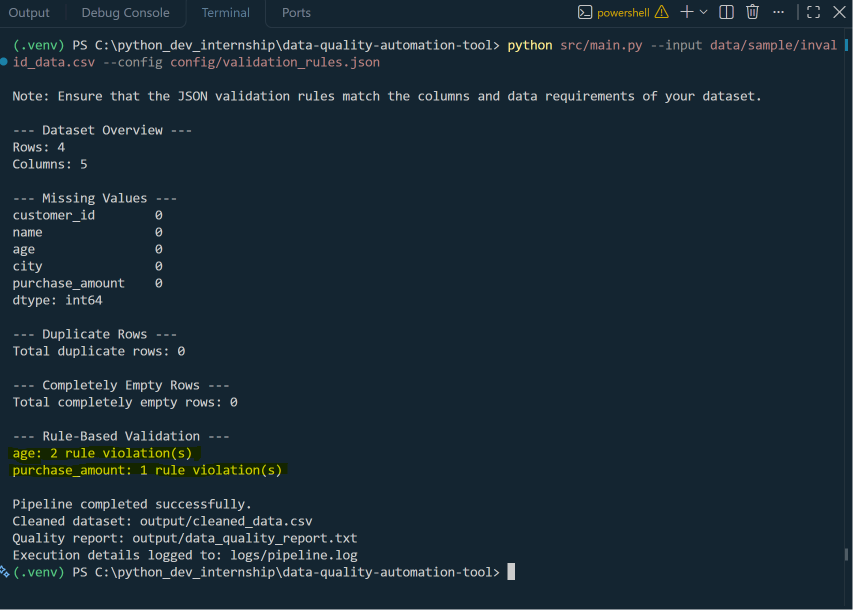 Output Debug Console Terminal Ports powershell
(.venv) PS C:\python_dev_internship\data-quality-automation-tool> python src/main.py --input data/sample/inval
id_data.csv --config config/validation_rules.json
Note: Ensure that the JSON validation rules match the columns and data requirements of your dataset.
--- Dataset Overview ---
Rows: 4
Columns: 5
--- Missing Values ---
customer_id 0
name 0
age 0
city 0
purchase_amount 0
dtype: int64
--- Duplicate Rows ---
Total duplicate rows: 0
--- Completely Empty Rows ---
Total completely empty rows: 0
--- Rule-Based Validation ---
age: 2 rule violation(s)
purchase_amount: 1 rule violation(s)
Pipeline completed successfully.
Cleaned dataset: output/cleaned_data.csv
Quality report: output/data_quality_report.txt
Execution details logged to: logs/pipeline.log
(.venv) PS C:\python_dev_internship\data-quality-automation-tool>